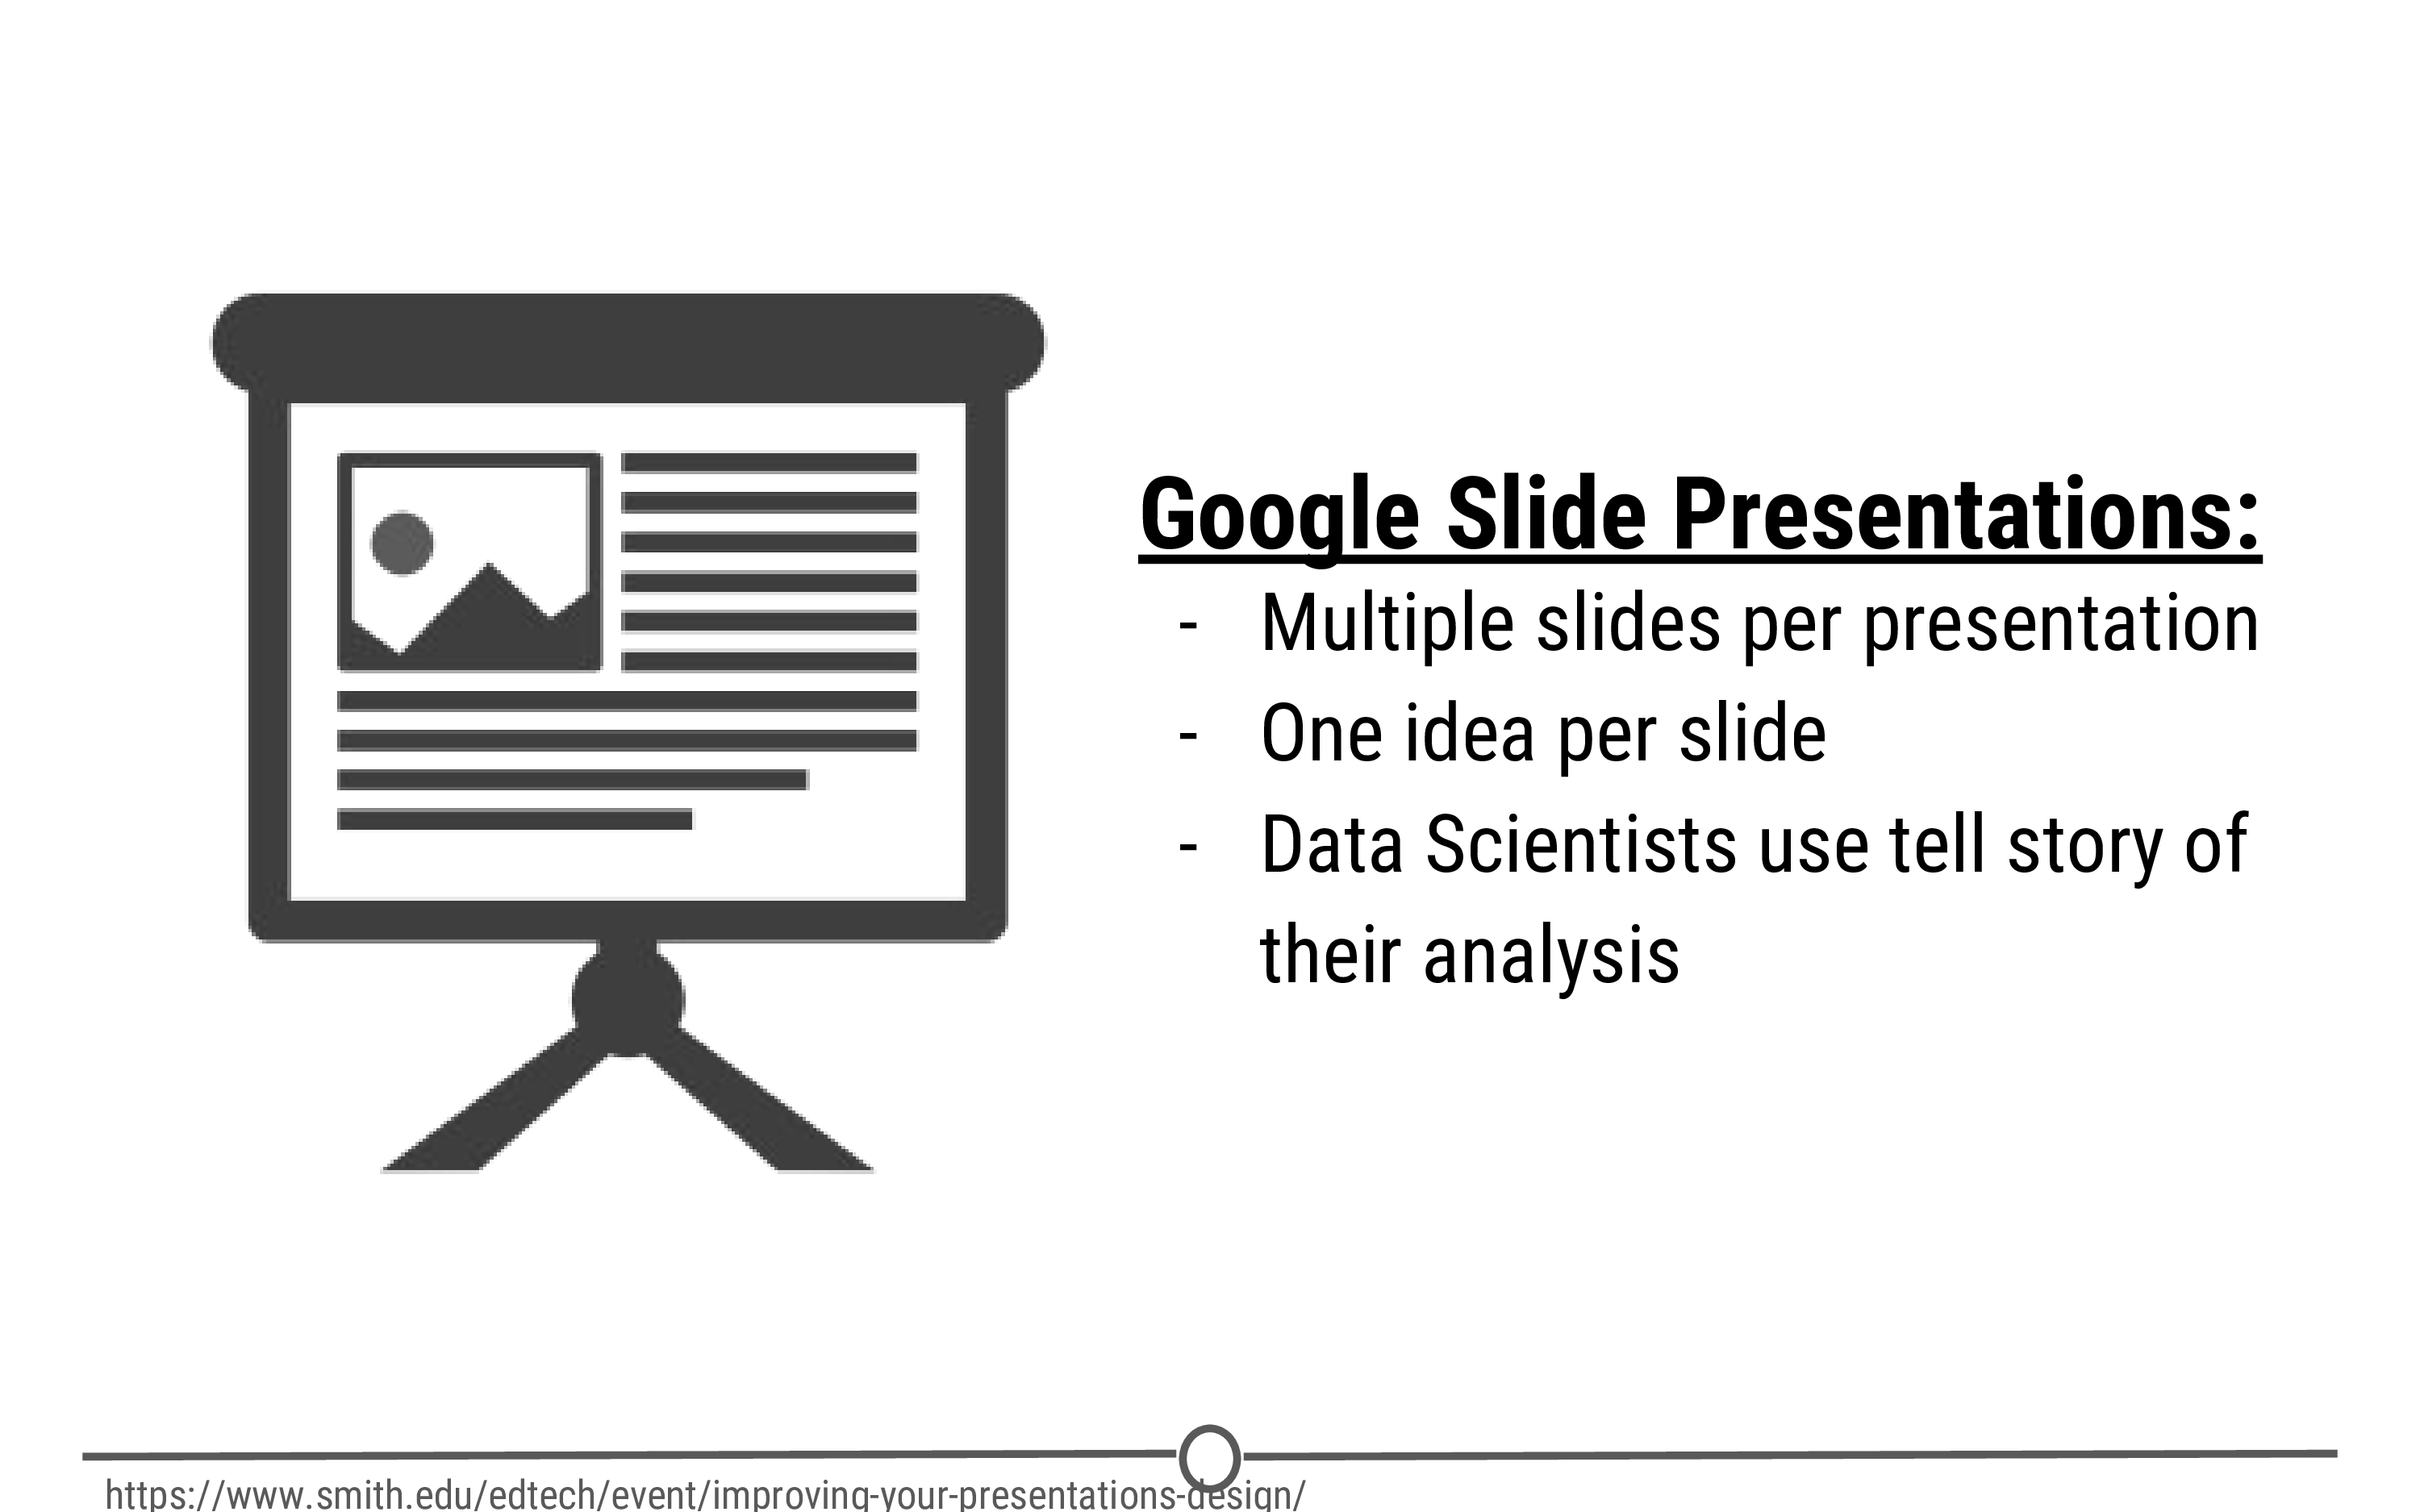 Google Slide Presentations:
- Multiple slides per presentation
- One idea per slide
- Data Scientists use tell story of
their analysis
https://www.smith.edu/edtech/event/improving-your-presentations-design/